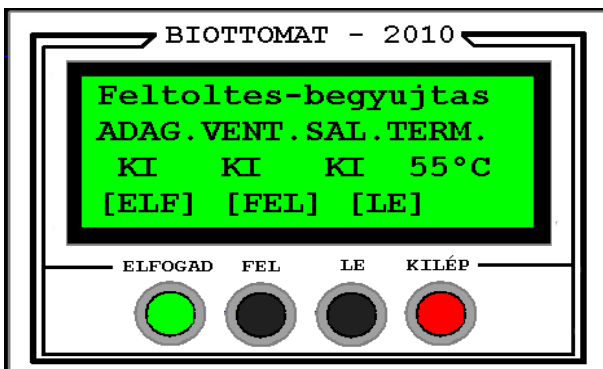 BIOTTOMAT - 2010
Feltoltes-begyujtas
ADAG.VENT.SAL.TERM.
KI KI KI 55°C
[ELF] [FEL] [LE]
ELFOGAD FEL LE KILÉP